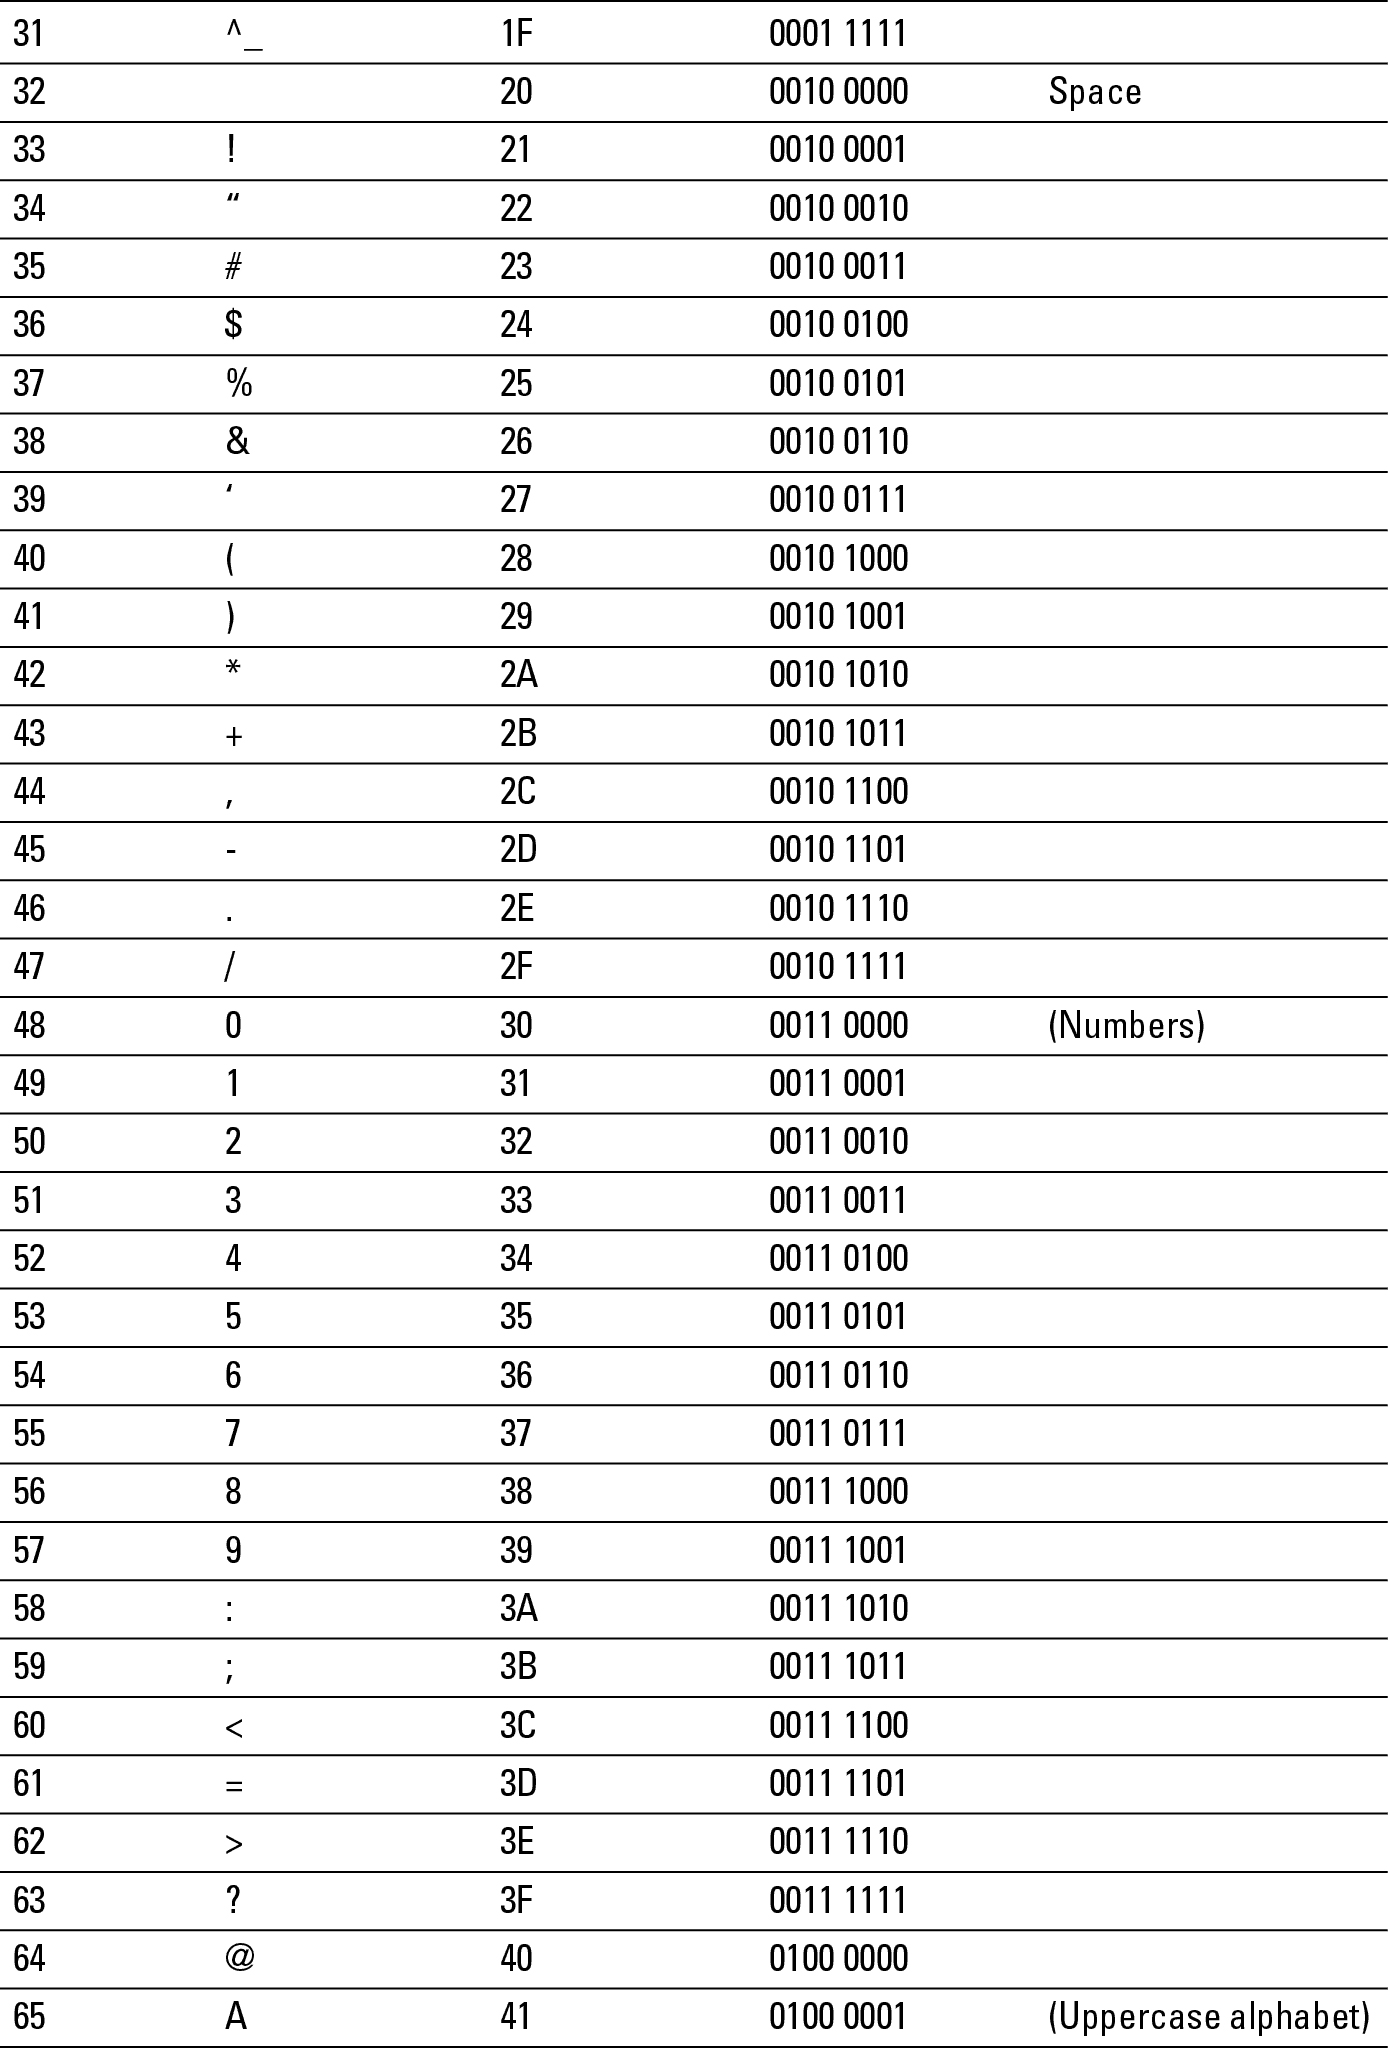 31 ^_ 1F 0001 1111
32 20 0010 0000 Space
33 ! 21 0010 0001
34 “ 22 0010 0010
35 # 23 0010 0011
36 $ 24 0010 0100
37 % 25 0010 0101
38 & 26 0010 0110
39 ‘ 27 0010 0111
40 ( 28 0010 1000
41 ) 29 0010 1001
42 * 2A 0010 1010
43 + 2B 0010 1011
44 , 2C 0010 1100
45 - 2D 0010 1101
46 . 2E 0010 1110
47 / 2F 0010 1111
48 0 30 0011 0000 (Numbers)
49 1 31 0011 0001
50 2 32 0011 0010
51 3 33 0011 0011
52 4 34 0011 0100
53 5 35 0011 0101
54 6 36 0011 0110
55 7 37 0011 0111
56 8 38 0011 1000
57 9 39 0011 1001
58 : 3A 0011 1010
59 ; 3B 0011 1011
60 < 3C 0011 1100
61 = 3D 0011 1101
62 > 3E 0011 1110
63 ? 3F 0011 1111
64 @ 40 0100 0000
65 A 41 0100 0001 (Uppercase alphabet)